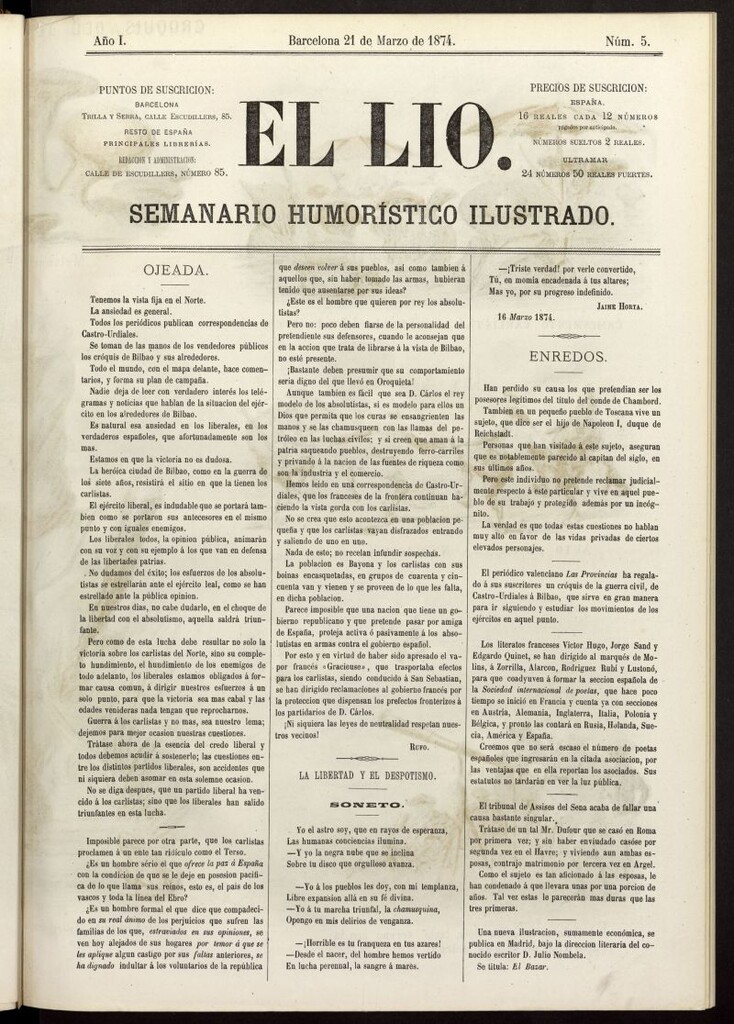 Año I.
Barcelona 21 de Marzo de 1874.
Núm. 5.
PUNTOS DE SUSCRICION:
BARCELONA
TRILLA Y SERRA, CALLE ESCUDILLERS, 85.
RESTO DE ESPAÑA
PRINCIPALES LIBRERÍAS.
REDACCION Y ADMINISTRACION:
CALLE DE ESCUDILLERS, NÚMERO 85.
EL LIO.
PRECIOS DE SUSCRICION:
ESPAÑA.
16 REALES CADA 12 NÚMEROS
pagados por anticipado.
NÚMEROS SUELTOS 2 REALES.
ULTRAMAR
24 NÚMEROS 50 REALES FUERTES.
SEMANARIO HUMORÍSTICO ILUSTRADO.
OJEADA.
Tenemos la vista fija en el Norte.
La ansiedad es general.
Todos los periódicos publican correspondencias de
Castro-Urdiales.
Se toman de las manos de los vendedores públicos
los cróquis de Bilbao y sus alrededores.
Todo el mundo, con el mapa delante, hace comen-
tarios, y forma su plan de campaña.
Nadie deja de leer con verdadero interés los telé-
gramas y noticias que hablan de la situacion del ejér-
cito en los alrededores de Bilbao.
Es natural esa ansiedad en los liberales, en los
verdaderos españoles, que afortunadamente son los
mas.
Estamos en que la victoria no es dudosa.
La heróica ciudad de Bilbao, como en la guerra de
los siete años, resistirá el sitio en que la tienen los
carlistas.
El ejército liberal, es indudable que se portará tam-
bien como se portaron sus antecesores en el mismo
punto y con iguales enemigos.
Los liberales todos, la opinion pública, animarán
con su voz y con su ejemplo á los que van en defensa
de las libertades patrias.
No dudamos del éxito; los esfuerzos de los absolu-
tistas se estrellarán ante el ejército leal, como se han
estrellado ante la pública opinion.
En nuestros dias, no cabe dudarlo, en el choque de
la libertad con el absolutismo, aquella saldrá triun-
fante.
Pero como de esta lucha debe resultar no solo la
victoria sobre los carlistas del Norte, sino su comple-
to hundimiento, el hundimiento de los enemigos de
todo adelanto, los liberales estamos obligados á for-
mar causa comun, á dirigir nuestros esfuerzos á un
solo punto, para que la victoria sea mas cabal y las
edades venideras nada tengan que reprocharnos.
Guerra á los carlistas y no mas, sea nuestro lema;
dejemos para mejor ocasion nuestras cuestiones.
Trátase ahora de la esencia del credo liberal y
todos debemos acudir á sostenerlo; las cuestiones en-
tre los distintos partidos liberales, son accidentes que
ni siquiera deben asomar en esta solemne ocasion.
No se diga despues, que un partido liberal ha ven-
cido á los carlistas; sino que los liberales han salido
triunfantes en esta lucha.
Imposible parece por otra parte, que los carlistas
proclamen á un ente tan ridículo como el Terso.
¿Es un hombre sério el que ofrece la paz á España
con la condicion de que se le deje en posesion pacífi-
ca de lo que llama sus reinos, esto es, el pais de los
vascos y toda la línea del Ebro?
¿Es un hombre formal el que dice que compadeci-
do en su real ánimo de los perjuicios que sufren las
familias de los que, extraviados en sus opiniones, se
ven hoy alejados de sus hogares por temor á que se
les aplique algun castigo por sus faltas anteriores, se
ha dignado indultar á los voluntarios de la república
que deseen volver á sus pueblos, asi como tambien á
aquellos que, sin haber tomado las armas, hubieran
tenido que ausentarse por sus ideas?
¿Este es el hombre que quieren por rey los absolu-
tistas?
Pero no: poco deben fiarse de la personalidad del
pretendiente sus defensores, cuando le aconsejan que
en la accion que trata de librarse á la vista de Bilbao,
no esté presente.
¡Bastante deben presumir que su comportamiento
sería digno del que llevó en Oroquieta!
Aunque tambien es fácil que sea D. Cárlos el rey
modelo de los absolutistas, si es modelo para ellos un
Dios que permita que los curas se ensangrienten las
manos y se las chamusqueen con las llamas del pe-
tróleo en las luchas civiles; y si creen que aman á la
patria saqueando pueblos, destruyendo ferro-carriles
y privando á la nacion de las fuentes de riqueza como
son la industria y el comercio.
Hemos leido en una correspondencia de Castro-Ur-
diales, que los franceses de la frontera continuan ha-
ciendo la vista gorda con los carlistas.
No se crea que esto acontezca en una poblacion pe-
queña y que los carlistas vayan disfrazados entrando
y saliendo de uno en uno.
Nada de esto; no recelan infundir sospechas.
La poblacion es Bayona y los carlistas con sus
boinas encasquetadas, en grupos de cuarenta y cin-
cuenta van y vienen y se proveen de lo que les falta,
en dicha poblacion.
Parece imposible que una nacion que tiene un go-
bierno republicano y que pretende pasar por amiga
de España, proteja activa ó pasivamente á los abso-
lutistas en armas contra el gobierno español.
Por esto y en virtud de haber sido apresado el va-
por francés «Gracieuse», que trasportaba efectos
para los carlistas, siendo conducido á San Sebastian,
se han dirigido reclamaciones al gobierno francés por
la proteccion que dispensan los prefectos fronterizos á
los partidarios de D. Cárlos.
¡Ni siquiera las leyes de neutralidad respetan nues-
tros vecinos!
RUFO.
LA LIBERTAD Y EL DESPOTISMO.
SONETO.
Yo el astro soy, que en rayos de esperanza,
Las humanas conciencias ilumina.
—Y yo la negra nube que se inclina
Sobre tu disco que orgulloso avanza.
—Yo á los pueblos les doy, con mi templanza,
Libre expansion allá en su fé divina.
—Yo á tu marcha triunfal, la chamusquina,
Opongo en mis delirios de venganza.
—¡Horrible es tu franqueza en tus azares!
—Desde el nacer, del hombre hemos vertido
En lucha perennal, la sangre á mares.
—¡Triste verdad! por verle convertido,
Tú, en momia encadenada á tus altares;
Mas yo, por su progreso indefinido.
JAIME HORTA.
16 Marzo 1874.
ENREDOS.
Han perdido su causa los que pretendian ser los
posesores legítimos del título del conde de Chambord.
Tambien en un pequeño pueblo de Toscana vive un
sujeto, que dice ser el hijo de Napoleon I, duque de
Reichstadt.
Personas que han visitado á este sujeto, aseguran
que es notablemente parecido al capitan del siglo, en
sus últimos años.
Pero este individuo no pretende reclamar judicial-
mente respecto á este particular y vive en aquel pue-
blo de su trabajo y protegido además por un incóg-
nito.
La verdad es que todas estas cuestiones no hablan
muy alto en favor de las vidas privadas de ciertos
elevados personajes.
El periódico valenciano Las Provincias ha regala-
do á sus suscritores un cróquis de la guerra civil, de
Castro-Urdiales á Bilbao, que sirve en gran manera
para ir siguiendo y estudiar los movimientos de los
ejércitos en aquel punto.
Los literatos franceses Víctor Hugo, Jorge Sand y
Edgardo Quinet, se han dirigido al marqués de Mo-
lins, á Zorrilla, Alarcon, Rodriguez Rubí y Lustonó,
para que coadyuven á formar la seccion española de
la Sociedad internacional de poetas, que hace poco
tiempo se inició en Francia y cuenta ya con secciones
en Austria, Alemania, Inglaterra, Italia, Polonia y
Bélgica, y pronto las contará en Rusia, Holanda, Sue-
cia, América y España.
Creemos que no será escaso el número de poetas
españoles que ingresarán en la citada asociacion, por
las ventajas que en ella reportan los asociados. Sus
estatutos no tardarán en ver la luz pública.
El tribunal de Assises del Sena acaba de fallar una
causa bastante singular.
Trátase de un tal Mr. Dufour que se casó en Roma
por primera vez; y sin haber enviudado casóse por
segunda vez en el Havre; y viviendo aun ambas es-
posas, contrajo matrimonio por tercera vez en Argel.
Como el sujeto es tan aficionado á las esposas, le
han condenado á que llevara unas por una porcion de
años. Tal vez estas le parecerán mas duras que las
tres primeras.
Una nueva ilustracion, sumamente económica, se
publica en Madrid, bajo la direccion literaria del co-
nocido escritor D. Julio Nombela.
Se titula: El Bazar.